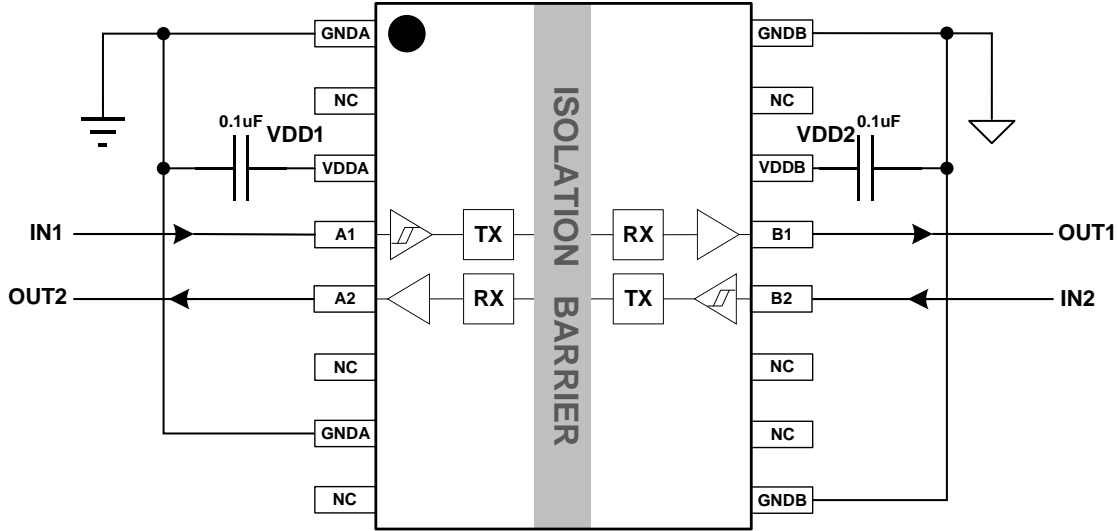 GNDA
GNDB
NC
NC
0.1uF
VDD1
VDD2
0.1uF
VDDA
VDDB
IN1
A1
TX
RX
B1
OUT1
OUT2
A2
RX
TX
B2
IN2
ISOLATION BARRIER
NC
NC
GNDA
NC
NC
GNDB